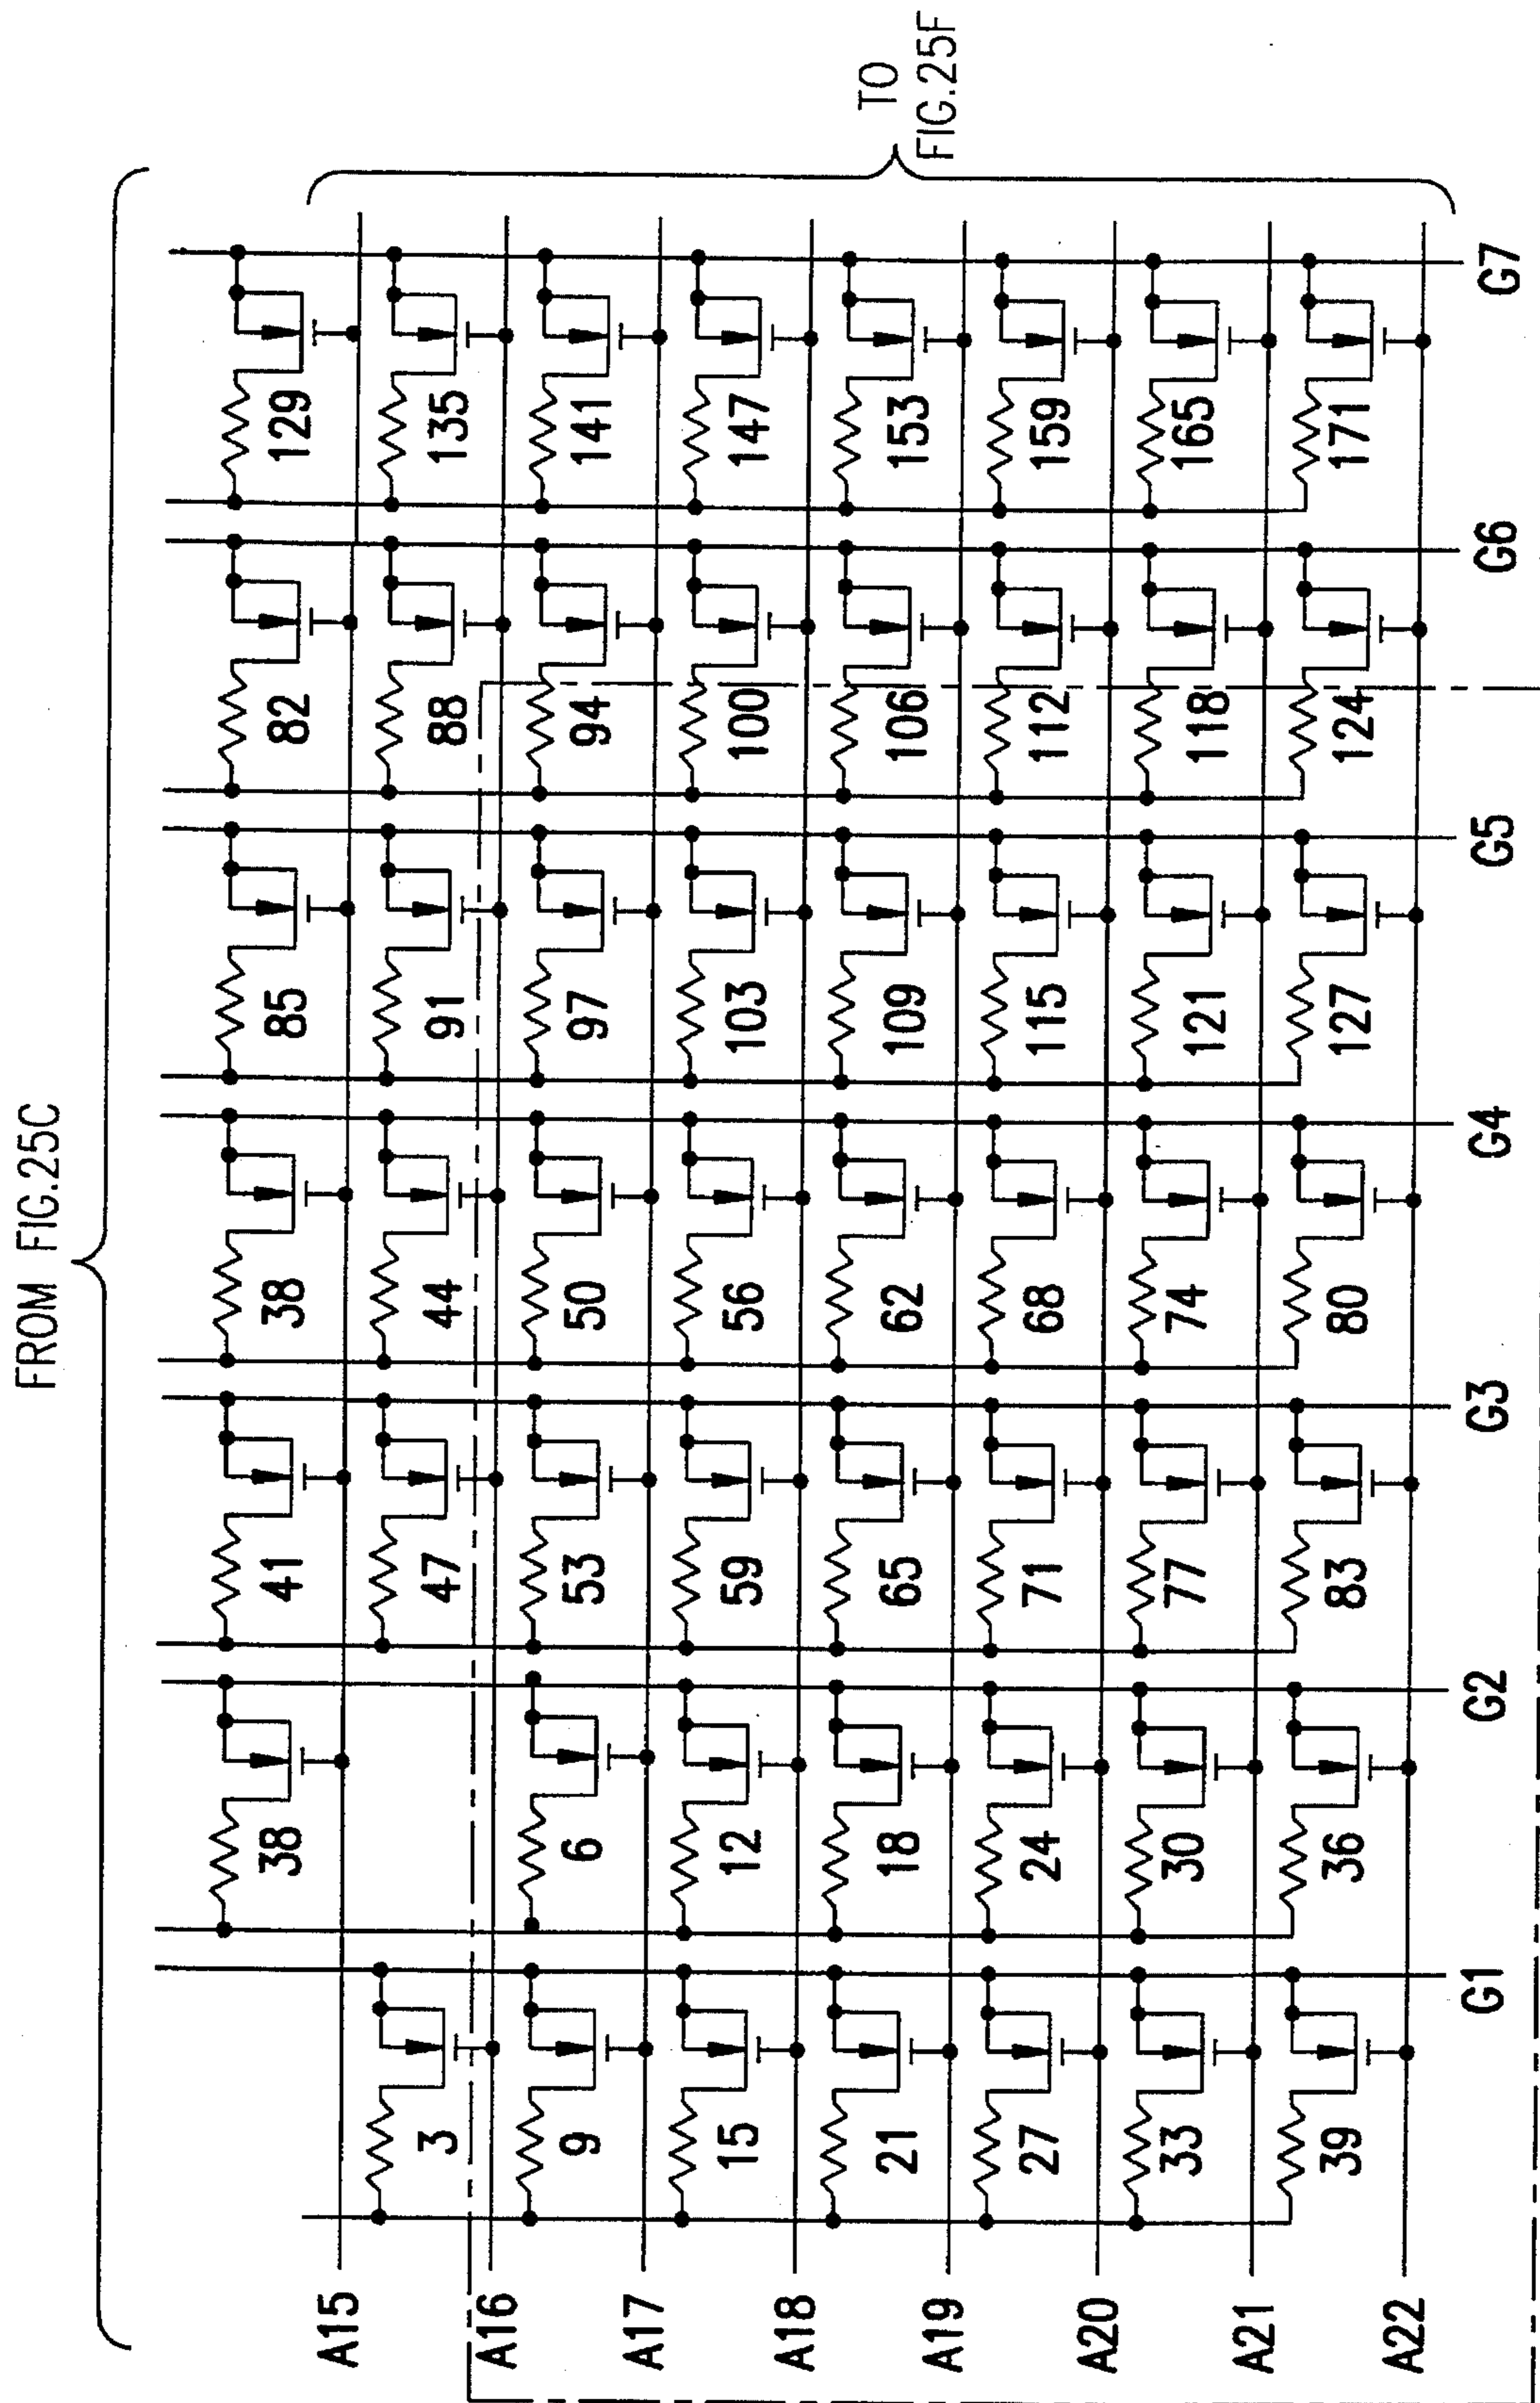 FROM FIG.25C
TO
FIG.25F
A15 38 41 38 85 82 129
A16 3 47 44 91 88 135
A17 9 6 53 50 97 94 141
A18 15 12 59 56 103 100 147
A19 21 18 65 62 109 106 153
A20 27 24 71 68 115 112 159
A21 33 30 77 74 121 118 165
A22 39 36 83 80 127 124 171
G1 G2 G3 G4 G5 G6 G7